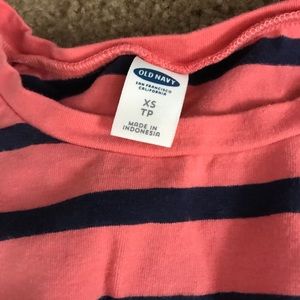 OLD NAVY
SAN FRANCISCO
CALIFORNIA
XS
TP
MADE IN
INDONESIA